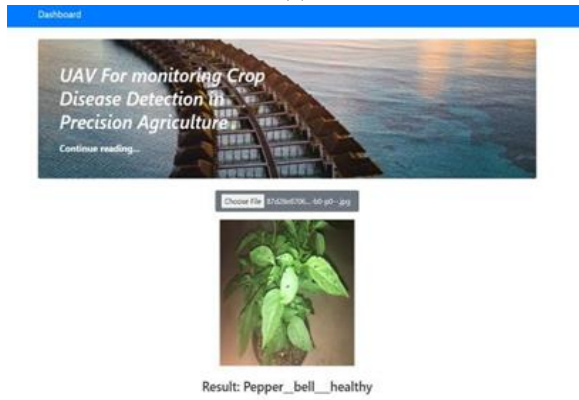 Dashboard
UAV For monitoring Crop
Disease Detection in
Precision Agriculture
Continue reading...
Choose File
Result: Pepper__bell___healthy